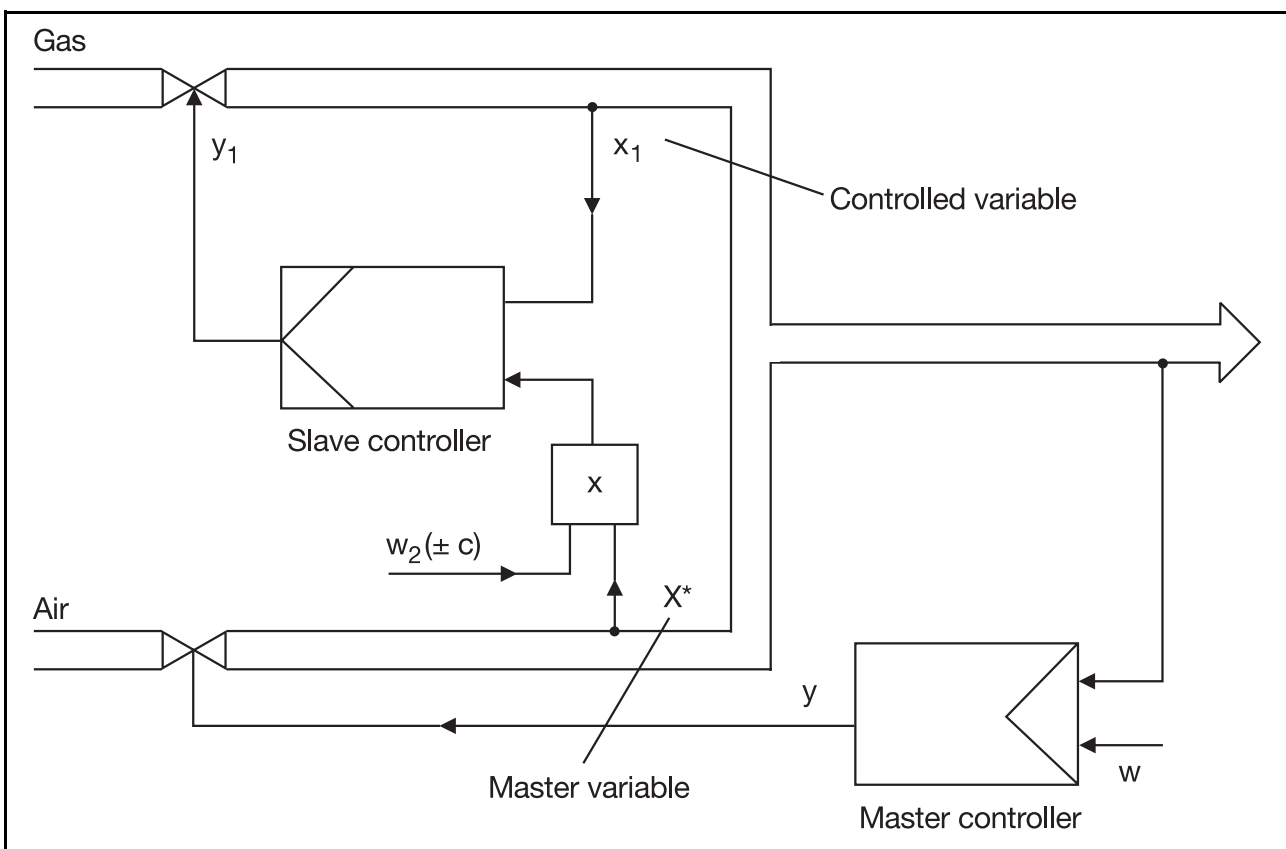 Gas
y₁
x₁
Controlled variable
Slave controller
x
w₂(± c)
Air
X*
y
w
Master variable
Master controller